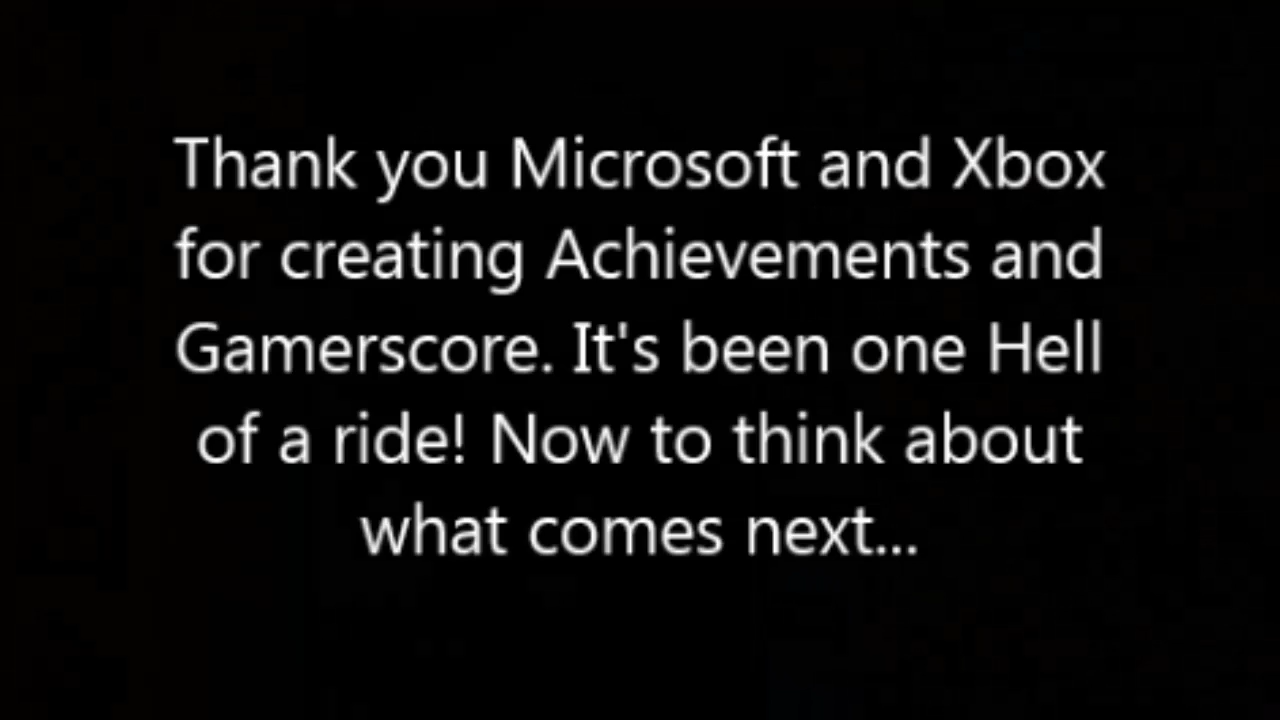 Thank you Microsoft and Xbox
for creating Achievements and
Gamerscore. It's been one Hell
of a ride! Now to think about
what comes next...